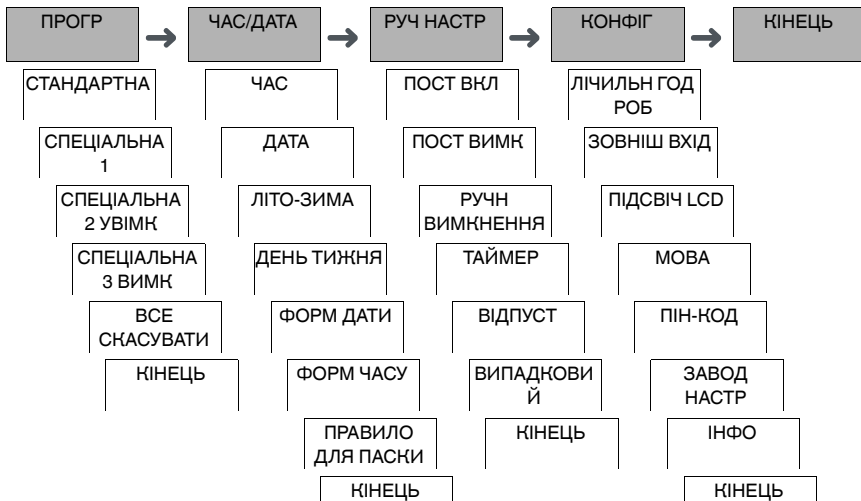 ПРОГР
ЧАС/ДАТА
РУЧ НАСТР
КОНФІГ
КІНЕЦЬ
СТАНДАРТНА
СПЕЦІАЛЬНА
1
СПЕЦІАЛЬНА
2 УВІМК
СПЕЦІАЛЬНА
3 ВИМК
ВСЕ
СКАСУВАТИ
КІНЕЦЬ
ЧАС
ДАТА
ЛІТО-ЗИМА
ДЕНЬ ТИЖНЯ
ФОРМ ДАТИ
ФОРМ ЧАСУ
ПРАВИЛО
ДЛЯ ПАСКИ
КІНЕЦЬ
ПОСТ ВКЛ
ПОСТ ВИМК
РУЧН
ВИМКНЕННЯ
ТАЙМЕР
ВІДПУСТ
ВИПАДКОВИ
Й
КІНЕЦЬ
ЛІЧИЛЬН ГОД
РОБ
ЗОВНІШ ВХІД
ПІДСВІЧ LCD
МОВА
ПІН-КОД
ЗАВОД
НАСТР
ІНФО
КІНЕЦЬ